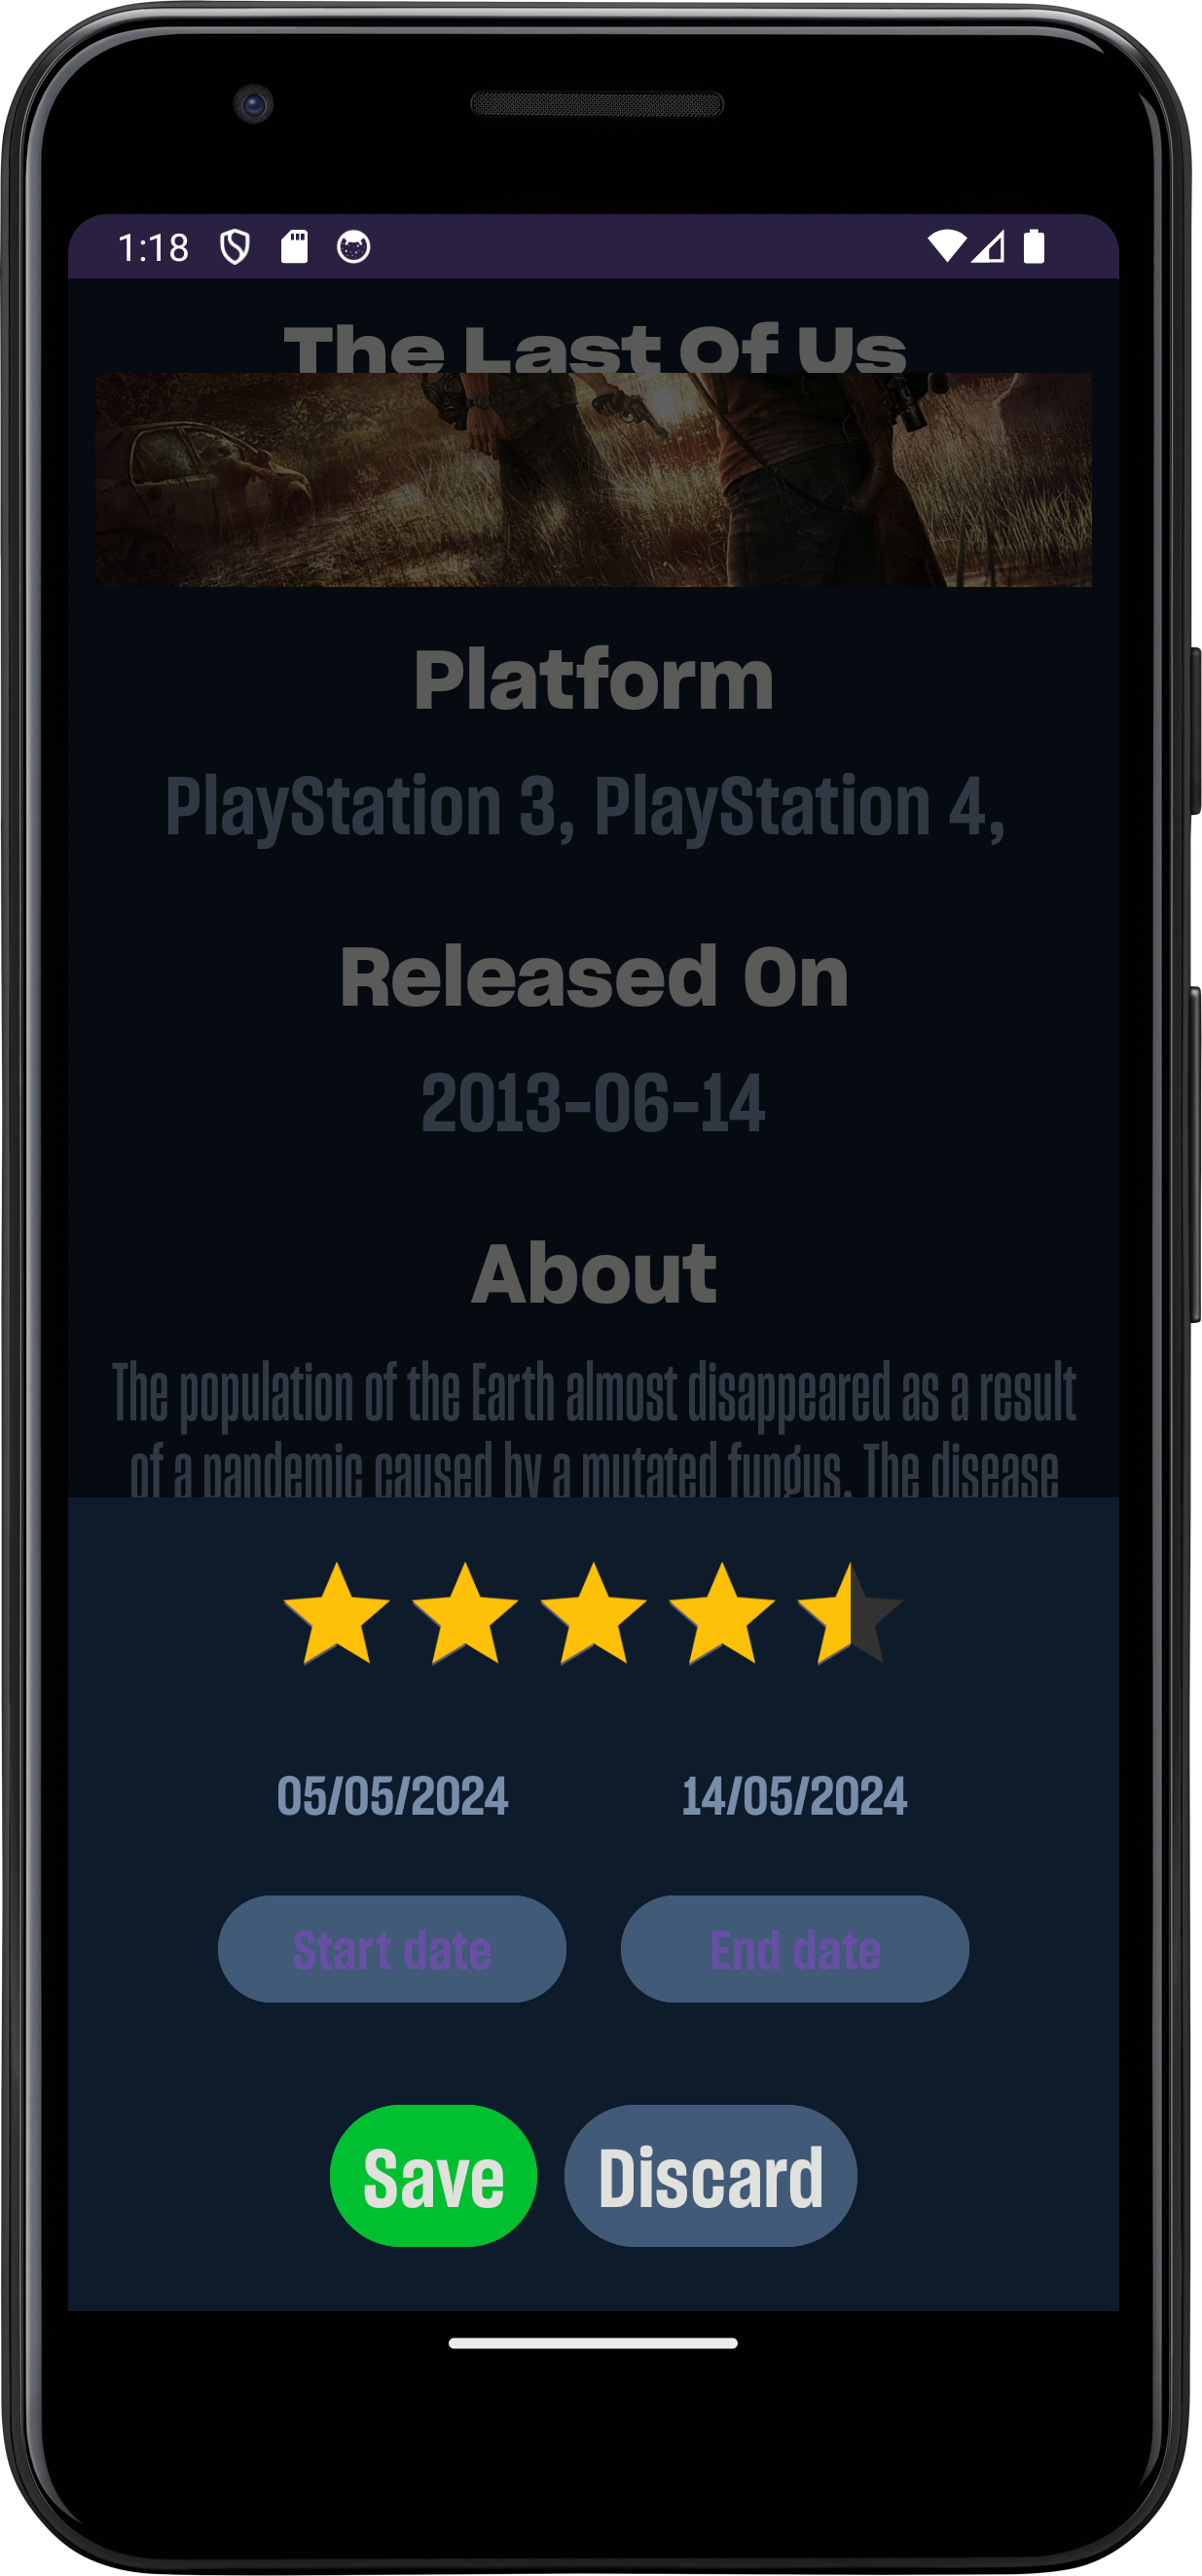 1:18
The Last Of Us
Platform
PlayStation 3, PlayStation 4,
Released On
2013-06-14
About
The population of the Earth almost disappeared as a result
of a pandemic caused by a mutated fungus. The disease
05/05/2024 14/05/2024
Start date End date
Save Discard